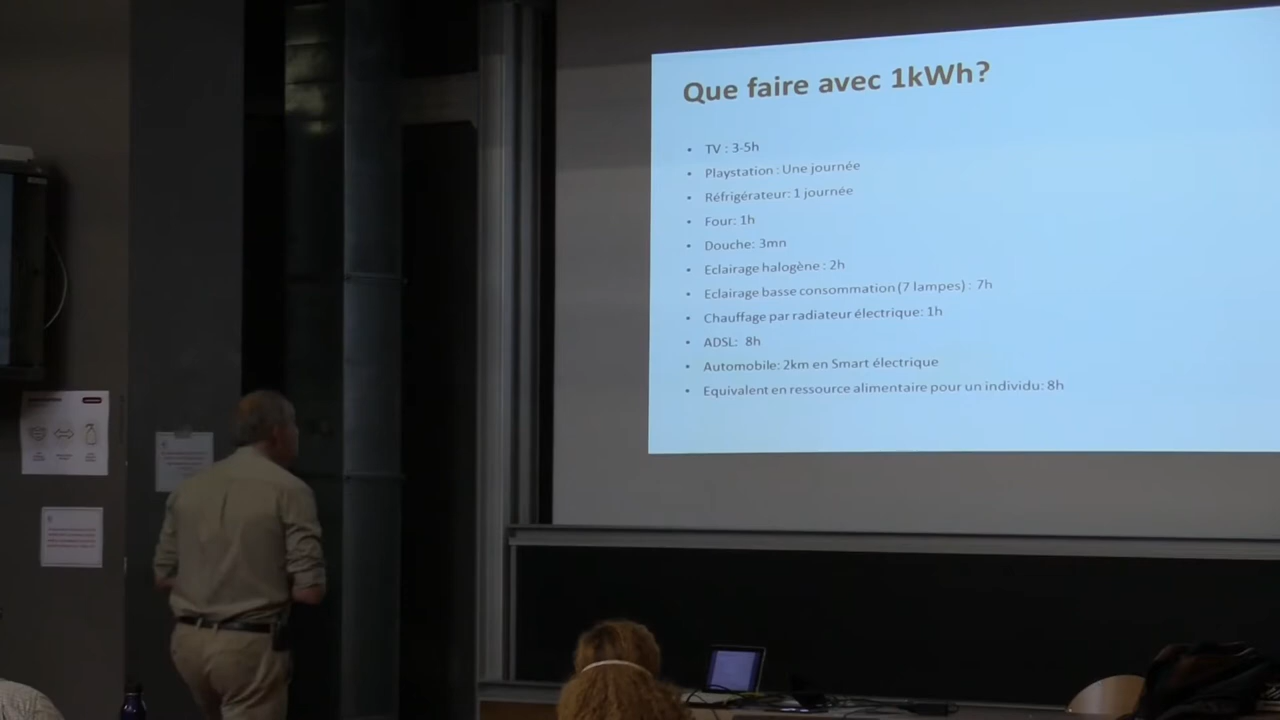 Que faire avec 1kWh?
• TV : 3-5h
• Playstation : Une journée
• Réfrigérateur: 1 journée
• Four: 1h
• Douche: 3mn
• Eclairage halogène : 2h
• Eclairage basse consommation (7 lampes) : 7h
• Chauffage par radiateur électrique: 1h
• ADSL: 8h
• Automobile: 2km en Smart électrique
• Equivalent en ressource alimentaire pour un individu: 8h